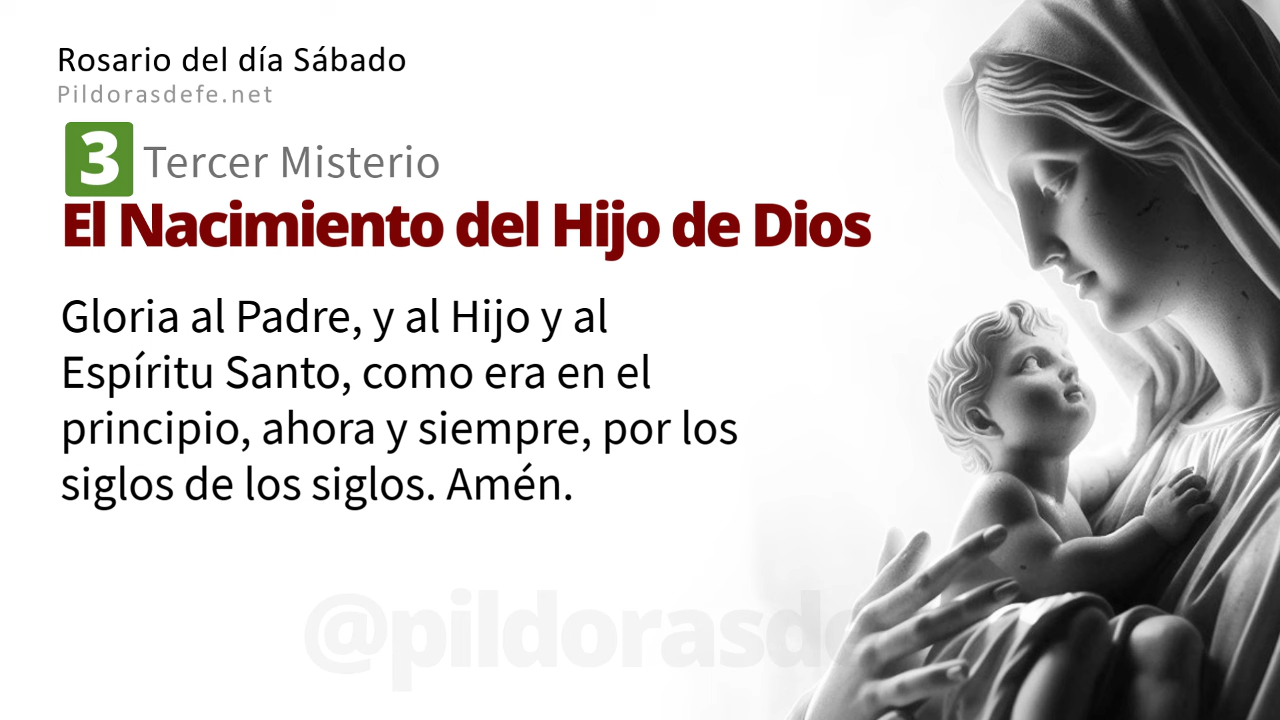 Rosario del día Sábado
Pildorasdefe.net
3 Tercer Misterio
El Nacimiento del Hijo de Dios
Gloria al Padre, y al Hijo y al
Espíritu Santo, como era en el
principio, ahora y siempre, por los
siglos de los siglos. Amén.
@pildorasde